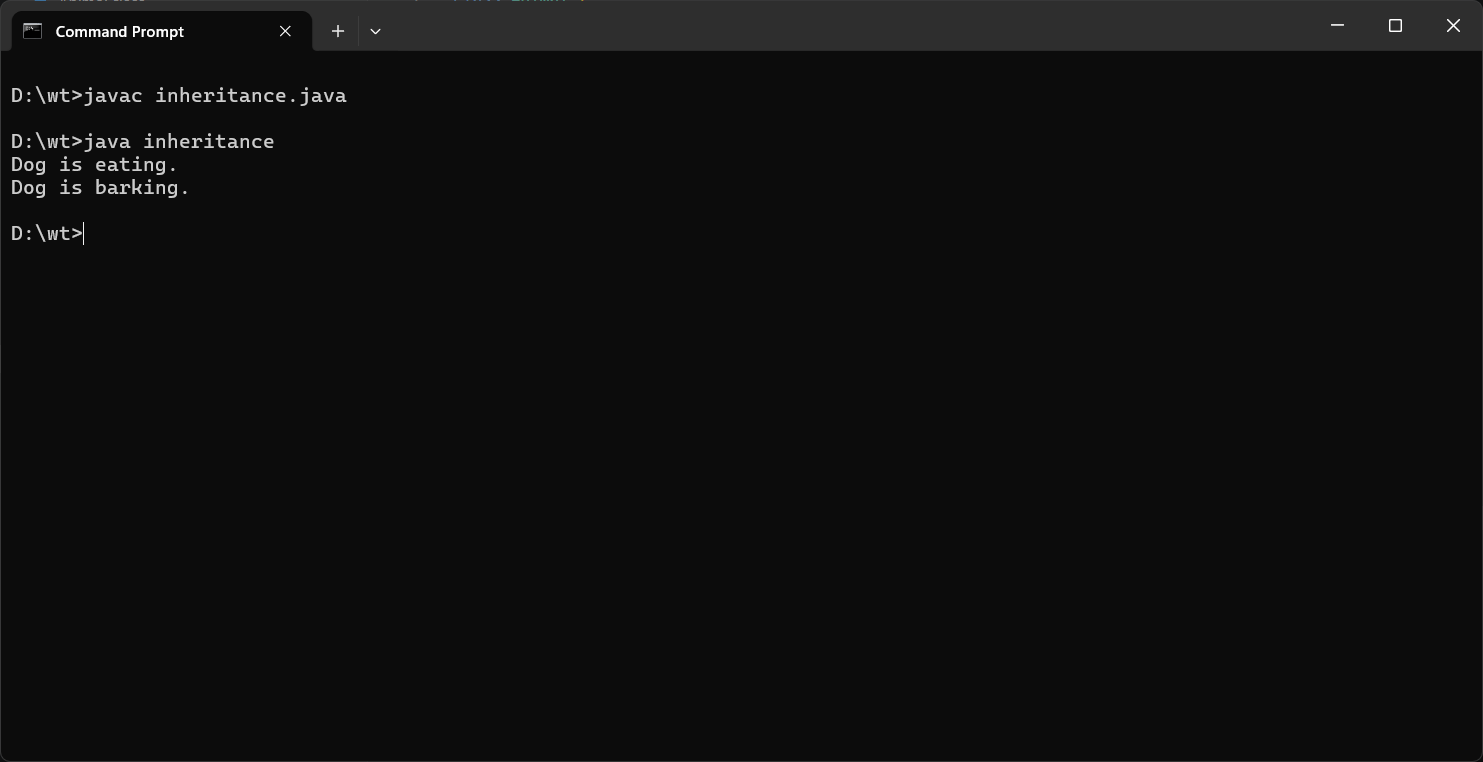 Command Prompt
D:\wt>javac inheritance.java
D:\wt>java inheritance
Dog is eating.
Dog is barking.
D:\wt>